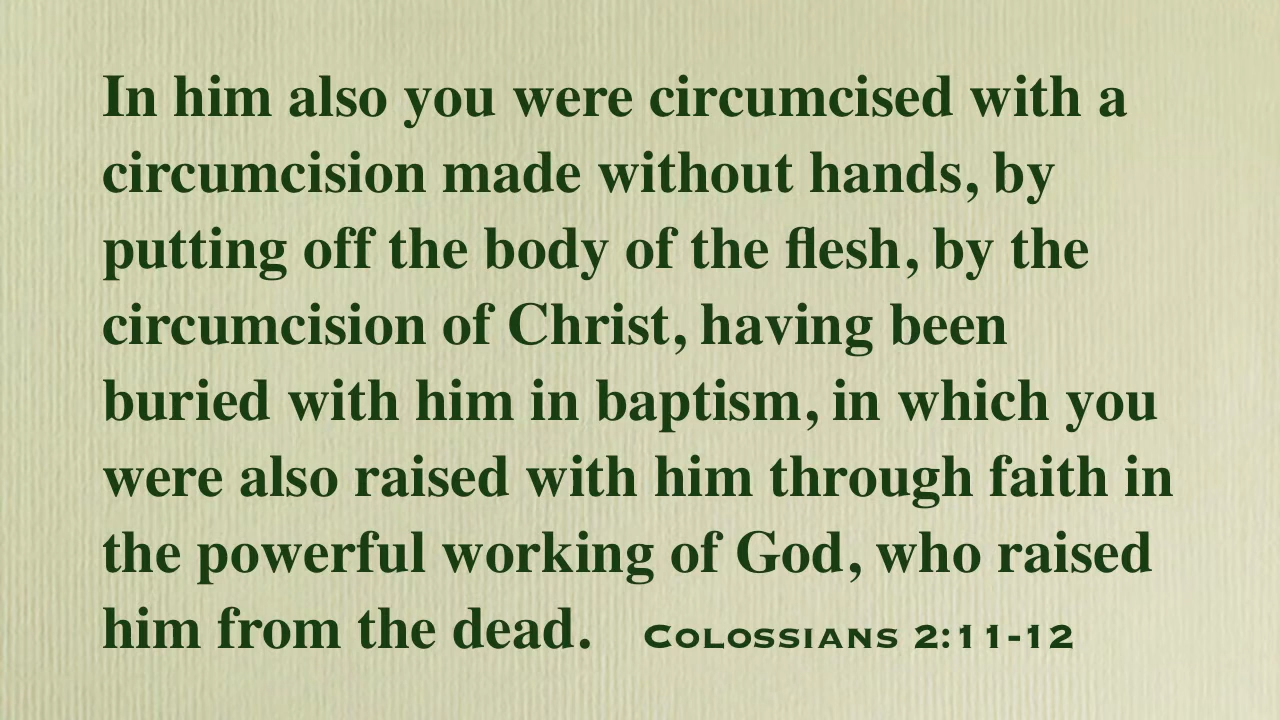 In him also you were circumcised with a
circumcision made without hands, by
putting off the body of the flesh, by the
circumcision of Christ, having been
buried with him in baptism, in which you
were also raised with him through faith in
the powerful working of God, who raised
him from the dead. Colossians 2:11-12